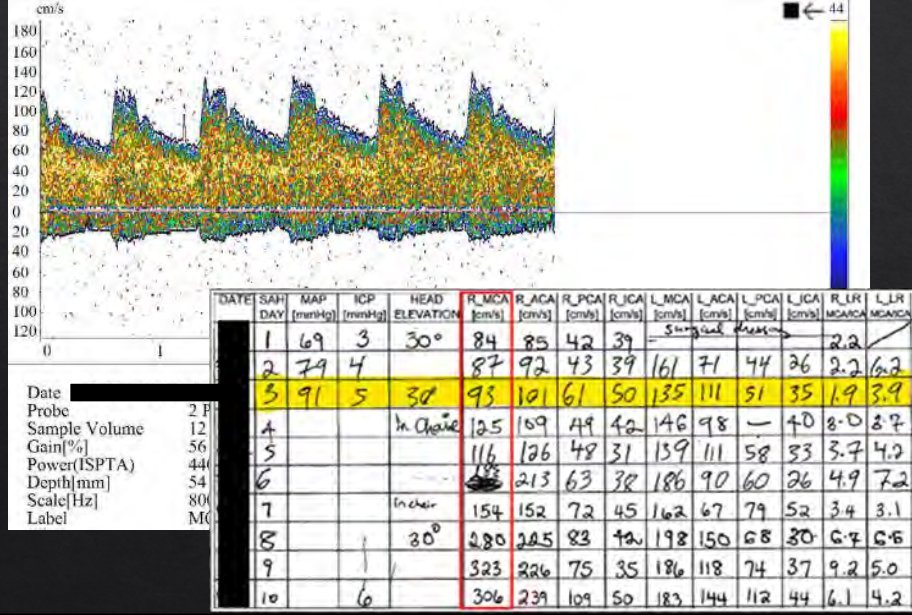 cm/s
44
180
160
140
120
100
80
60
40
20
0
20
40
60
80
100
120
0 1
Date
Probe 2
Sample Volume 12
Gain[%] 56
Power(ISPTA) 44
Depth[mm] 54
Scale[Hz] 80
Label
DATE SAH DAY MAP [mmHg] ICP [mmHg] HEAD ELEVATION R_MCA [cm/s] R_ACA [cm/s] R_PCA [cm/s] R_ICA [cm/s] L_MCA [cm/s] L_ACA [cm/s] L_PCA [cm/s] L_ICA [cm/s] R_LR MCA/ICA L_LR MCA/ICA
1 69 3 30° 84 85 42 39 surgical dressing 2.2
2 79 4 87 92 43 39 161 71 44 26 2.2 6.2
3 91 5 30° 93 101 61 50 135 111 51 35 1.9 3.9
4 In Chair 125 109 49 42 146 98 — 40 3.0 3.7
5 116 126 48 31 139 111 58 33 3.7 4.2
6 213 63 38 186 90 60 26 4.9 7.2
7 In chair 154 152 72 45 162 67 79 52 3.4 3.1
8 30° 280 225 83 42 198 150 68 30 6.7 6.6
9 323 226 75 35 186 118 74 37 9.2 5.0
10 6 306 239 109 50 183 144 112 44 6.1 4.2